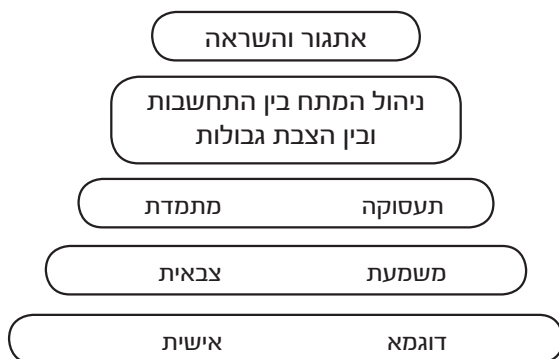 אתגור והשראה
ניהול המתח בין התחשבות
ובין הצבת גבולות
תעסוקה מתמדת
משמעת צבאית
דוגמא אישית